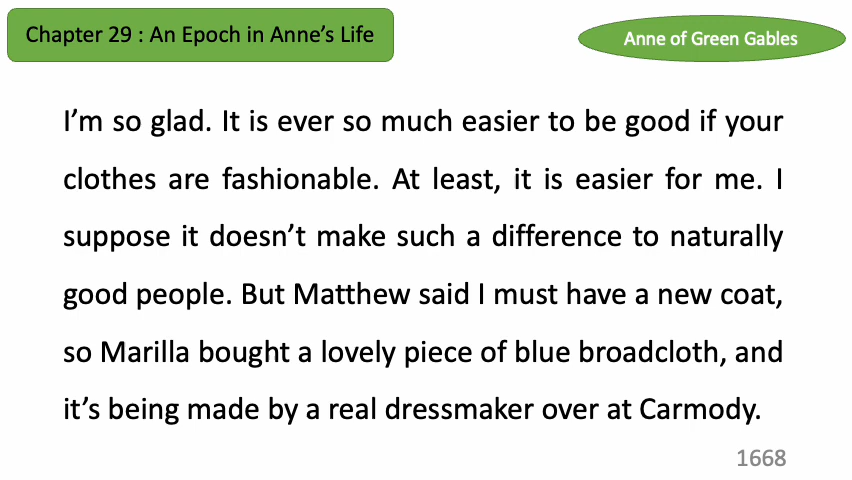 Chapter 29 : An Epoch in Anne’s Life
Anne of Green Gables
I’m so glad. It is ever so much easier to be good if your
clothes are fashionable. At least, it is easier for me. I
suppose it doesn’t make such a difference to naturally
good people. But Matthew said I must have a new coat,
so Marilla bought a lovely piece of blue broadcloth, and
it’s being made by a real dressmaker over at Carmody.
1668